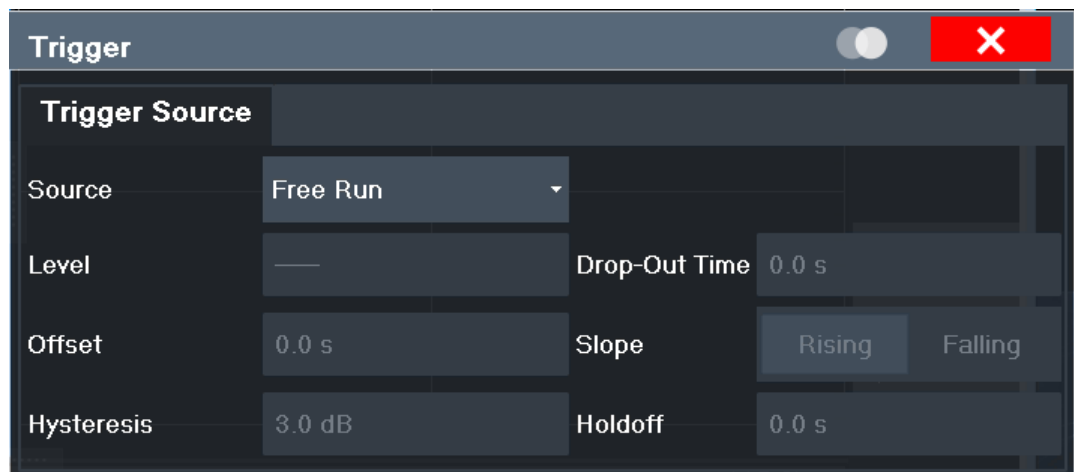 Trigger
Trigger Source
Source Free Run
Level —— Drop-Out Time 0.0 s
Offset 0.0 s Slope Rising Falling
Hysteresis 3.0 dB Holdoff 0.0 s